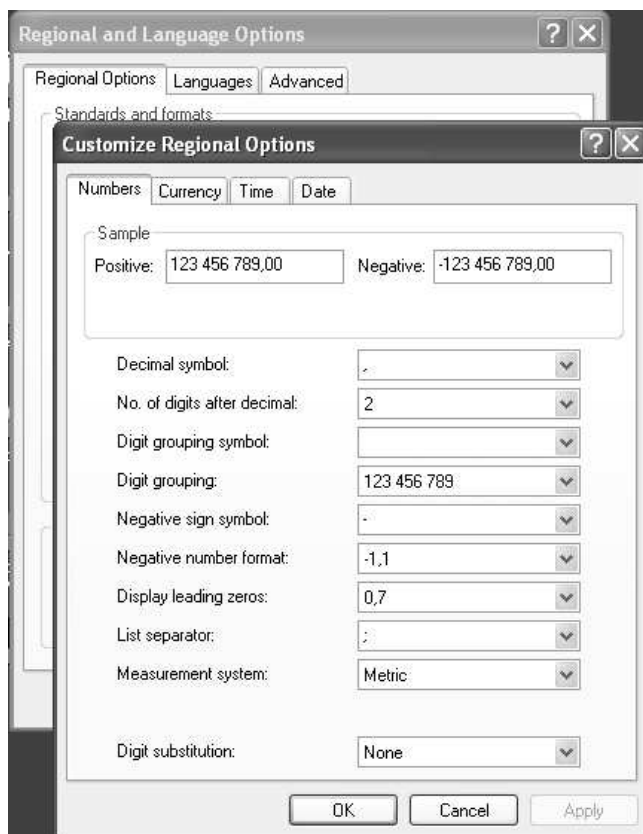 Regional and Language Options
Regional Options Languages Advanced
Standards and formats
Customize Regional Options
Numbers Currency Time Date
Sample
Positive: 123 456 789,00 Negative: -123 456 789,00
Decimal symbol: ,
No. of digits after decimal: 2
Digit grouping symbol:
Digit grouping: 123 456 789
Negative sign symbol: -
Negative number format: -1,1
Display leading zeros: 0,7
List separator: ;
Measurement system: Metric
Digit substitution: None
OK Cancel Apply